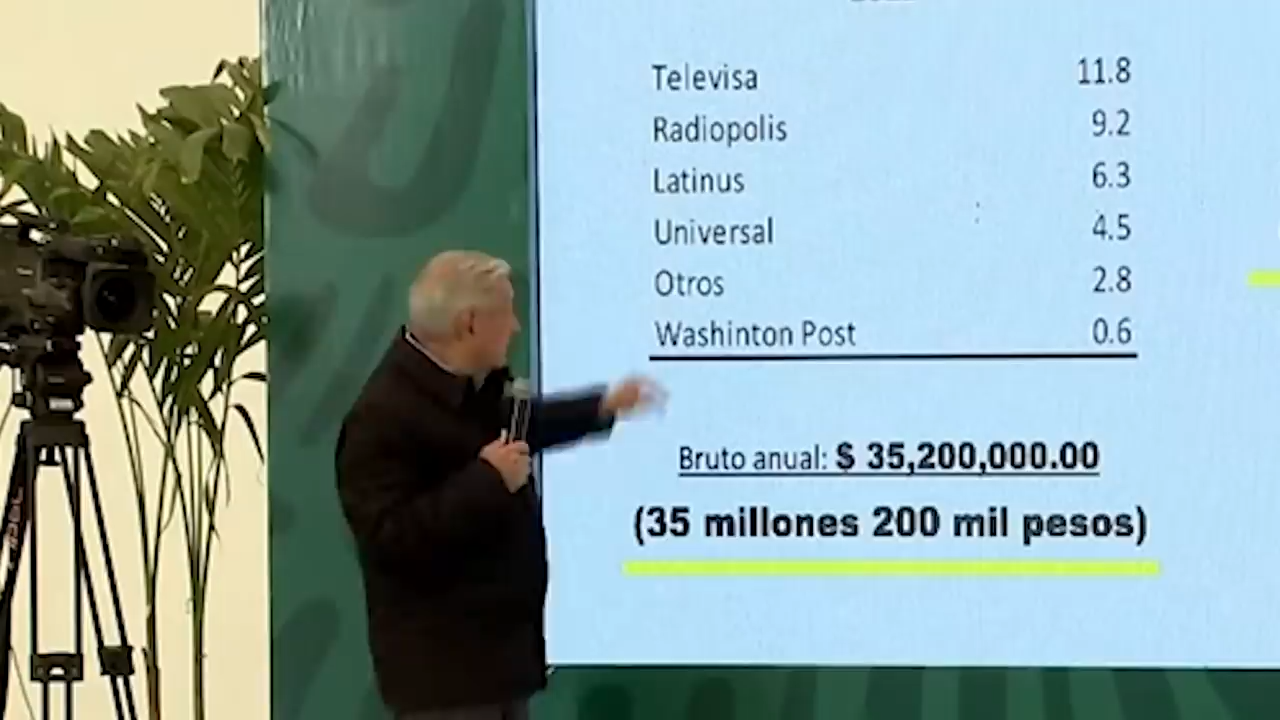 Televisa 11.8
Radiopolis 9.2
Latinus 6.3
Universal 4.5
Otros 2.8
Washinton Post 0.6
Bruto anual: $ 35,200,000.00
(35 millones 200 mil pesos)